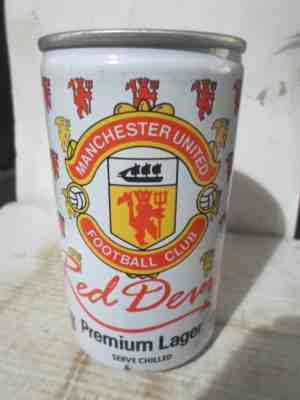 MANCHESTER UNITED
FOOTBALL CLUB
Red Devil
Premium Lager
SERVE CHILLED